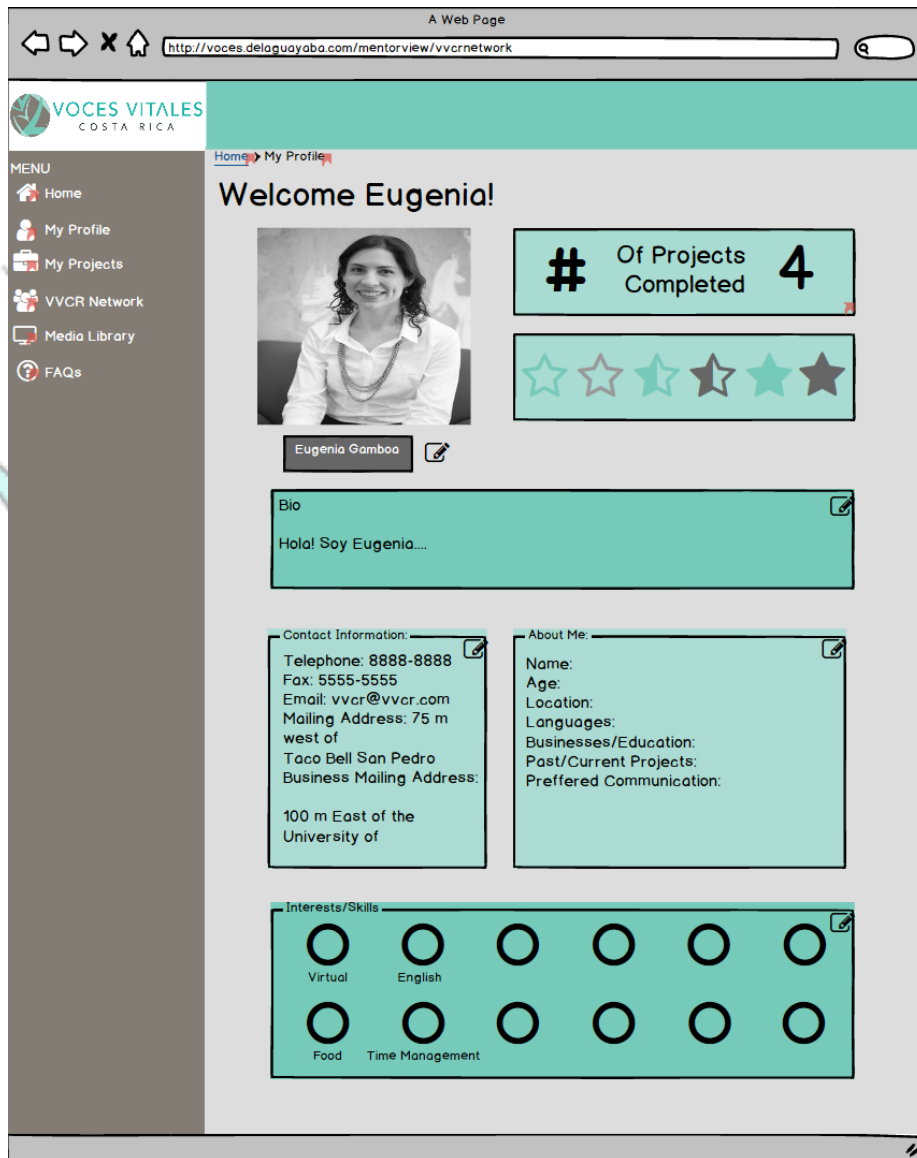 A Web Page
http://voces.delaguayaba.com/mentorview/vvcrnetwork
VOCES VITALES
COSTA RICA
MENU
Home
My Profile
My Projects
VVCR Network
Media Library
FAQs
Home > My Profile
Welcome Eugenia!
# Of Projects Completed 4
Eugenia Gamboa
Bio
Hola! Soy Eugenia....
Contact Information:
Telephone: 8888-8888
Fax: 5555-5555
Email: vvcr@vvcr.com
Mailing Address: 75 m
west of
Taco Bell San Pedro
Business Mailing Address:
100 m East of the
University of
About Me:
Name:
Age:
Location:
Languages:
Businesses/Education:
Past/Current Projects:
Preffered Communication:
Interests/Skills
Virtual English
Food Time Management